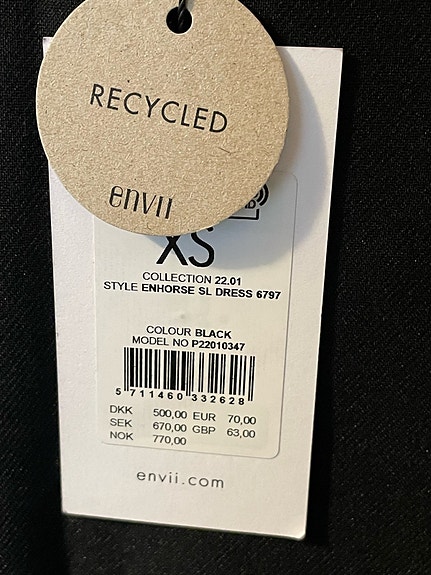 RECYCLED
envii
XS
COLLECTION 22.01
STYLE ENHORSE SL DRESS 6797
COLOUR BLACK
MODEL NO P22010347
5 711460 332628
DKK 500,00 EUR 70,00
SEK 670,00 GBP 63,00
NOK 770,00
envii.com